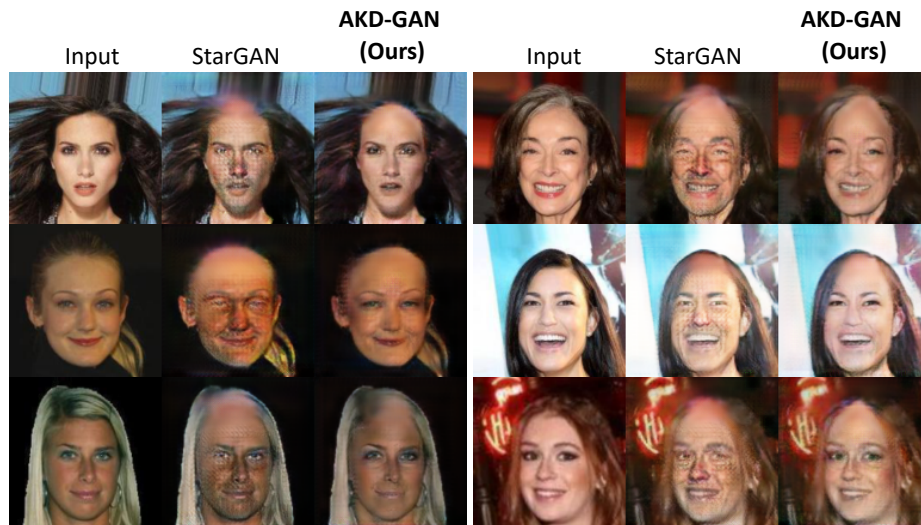 Input
StarGAN
AKD-GAN
(Ours)
Input
StarGAN
AKD-GAN
(Ours)